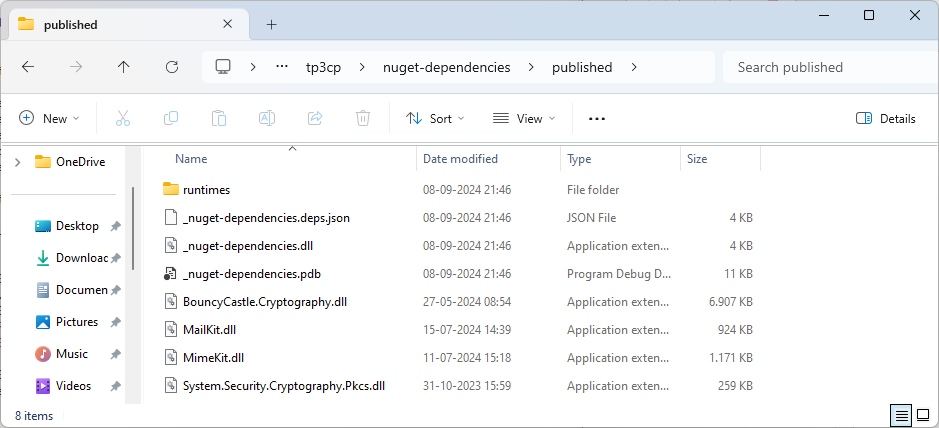 published
tp3cp nuget-dependencies published Search published
New Sort View Details
Name Date modified Type Size
OneDrive
runtimes 08-09-2024 21:46 File folder
Desktop _nuget-dependencies.deps.json 08-09-2024 21:46 JSON File 4 KB
_nuget-dependencies.dll 08-09-2024 21:46 Application exten... 4 KB
Downloac _nuget-dependencies.pdb 08-09-2024 21:46 Program Debug D... 11 KB
Documen BouncyCastle.Cryptography.dll 27-05-2024 08:54 Application exten... 6.907 KB
Pictures MailKit.dll 15-07-2024 14:39 Application exten... 924 KB
Music MimeKit.dll 11-07-2024 15:18 Application exten... 1.171 KB
Videos System.Security.Cryptography.Pkcs.dll 31-10-2023 15:59 Application exten... 259 KB
8 items